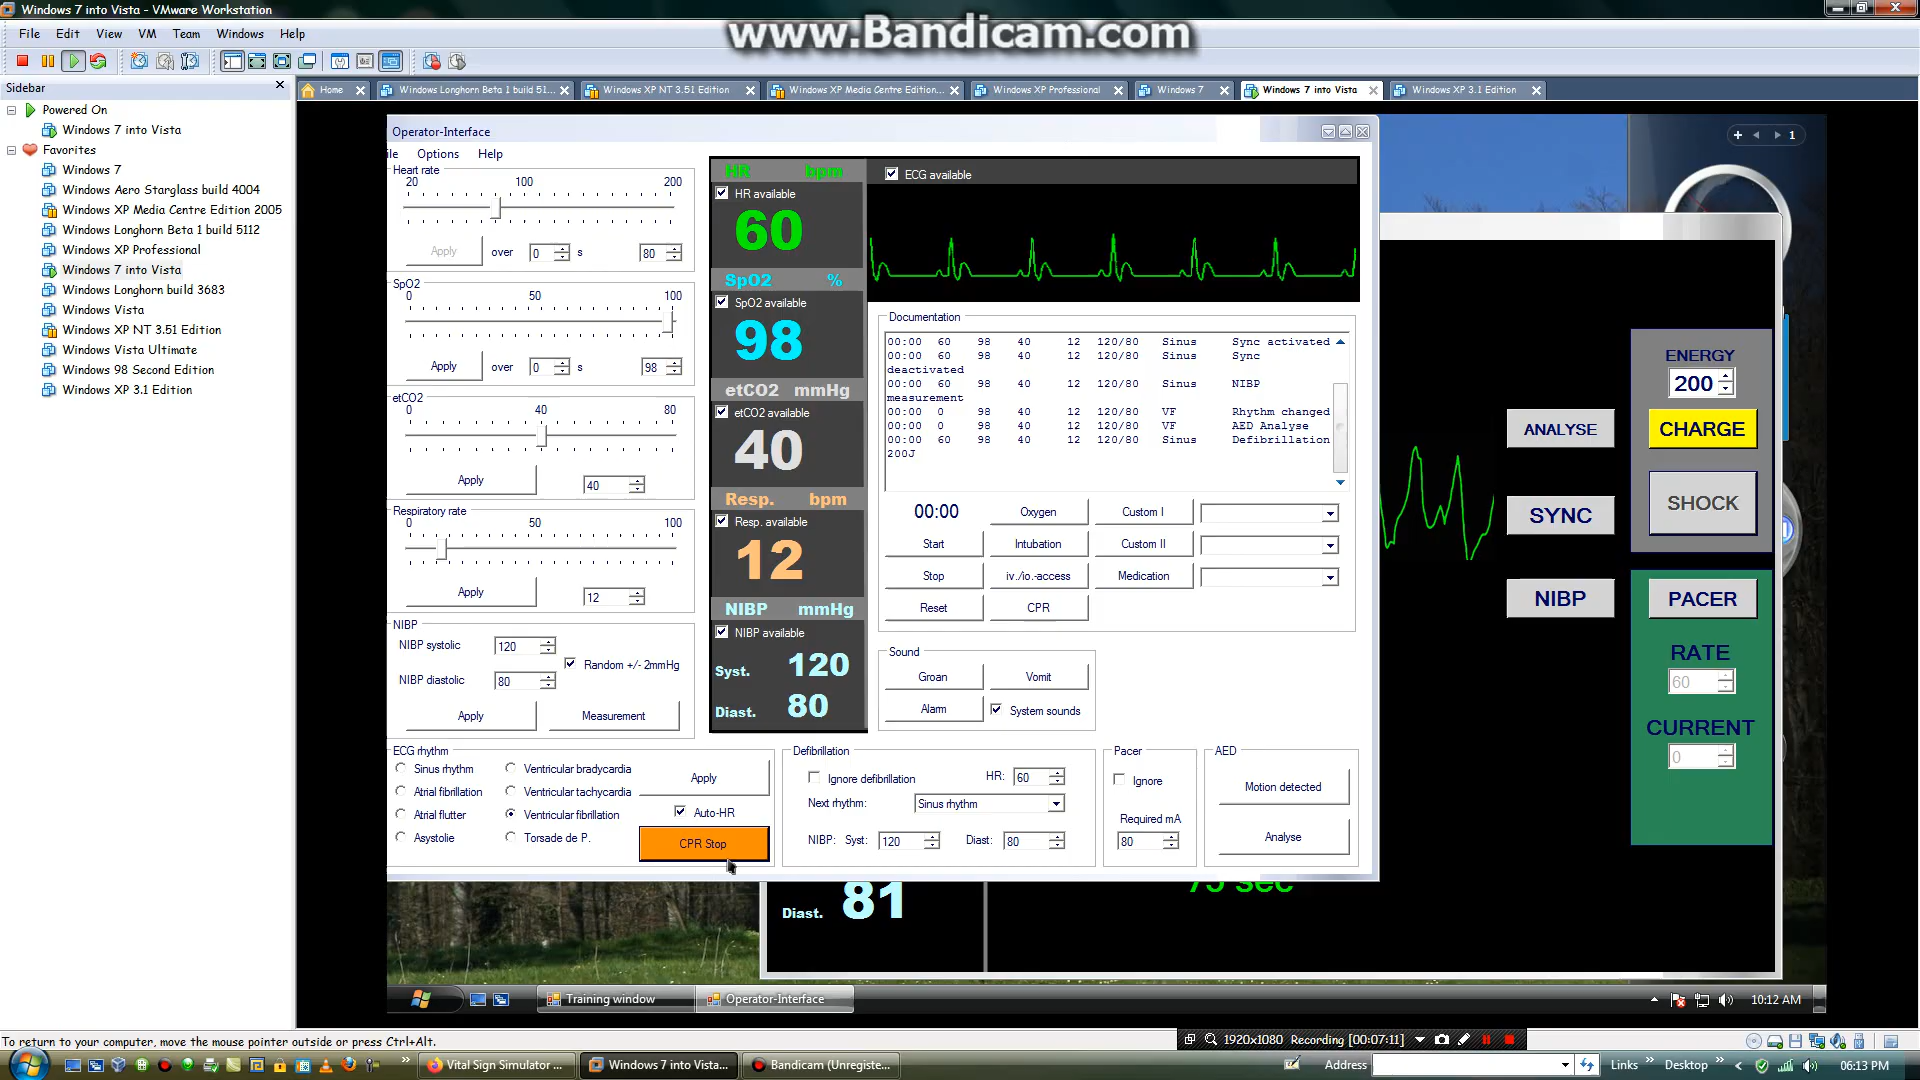 Windows 7 into Vista - VMware Workstation
www.Bandicam.com
File Edit View VM Team Windows Help
Sidebar
Home
Windows Longhorn Beta 1 build 51...
Windows XP NT 3.51 Edition
Windows XP Media Centre Edition...
Windows XP Professional
Windows 7
Windows 7 into Vista
Windows XP 3.1 Edition
Powered On
Windows 7 into Vista
Favorites
Windows 7
Windows Aero Starglass build 4004
Windows XP Media Centre Edition 2005
Windows Longhorn Beta 1 build 5112
Windows XP Professional
Windows 7 into Vista
Windows Longhorn build 3683
Windows Vista
Windows XP NT 3.51 Edition
Windows Vista Ultimate
Windows 98 Second Edition
Windows XP 3.1 Edition
Operator-Interface
ile Options Help
Heart rate
20 100 200
Apply over 0 s 80
SpO2
0 50 100
Apply over 0 s 98
etCO2
0 40 80
Apply 40
Respiratory rate
0 50 100
Apply 12
NIBP
NIBP systolic 120
Random +/- 2mmHg
NIBP diastolic 80
Apply Measurement
HR bpm
HR available
60
SpO2 %
SpO2 available
98
etCO2 mmHg
etCO2 available
40
Resp. bpm
Resp. available
12
NIBP mmHg
NIBP available
Syst. 120
Diast. 80
ECG available
Documentation
00:00 60 98 40 12 120/80 Sinus Sync activated
00:00 60 98 40 12 120/80 Sinus Sync
deactivated
00:00 60 98 40 12 120/80 Sinus NIBP
measurement
00:00 0 98 40 12 120/80 VF Rhythm changed
00:00 0 98 40 12 120/80 VF AED Analyse
00:00 60 98 40 12 120/80 Sinus Defibrillation
200J
00:00 Oxygen Custom I
Start Intubation Custom II
Stop iv./io.-access Medication
Reset CPR
Sound
Groan Vomit
Alarm System sounds
ECG rhythm
Sinus rhythm Ventricular bradycardia
Atrial fibrillation Ventricular tachycardia
Atrial flutter Ventricular fibrillation
Asystolie Torsade de P.
Apply
Auto-HR
CPR Stop
Defibrillation
Ignore defibrillation HR: 60
Next rhythm: Sinus rhythm
NIBP: Syst: 120 Diast: 80
Pacer
Ignore
Required mA
80
AED
Motion detected
Analyse
1
ENERGY
200
ANALYSE CHARGE
SYNC SHOCK
NIBP PACER
RATE
60
CURRENT
0
Diast. 81
75 sec
Training window
Operator-Interface
10:12 AM
To return to your computer, move the mouse pointer outside or press Ctrl+Alt.
1920x1080 Recording [00:07:11]
Vital Sign Simulator ...
Windows 7 into Vista...
Bandicam (Unregiste...
Address
Links
Desktop
06:13 PM